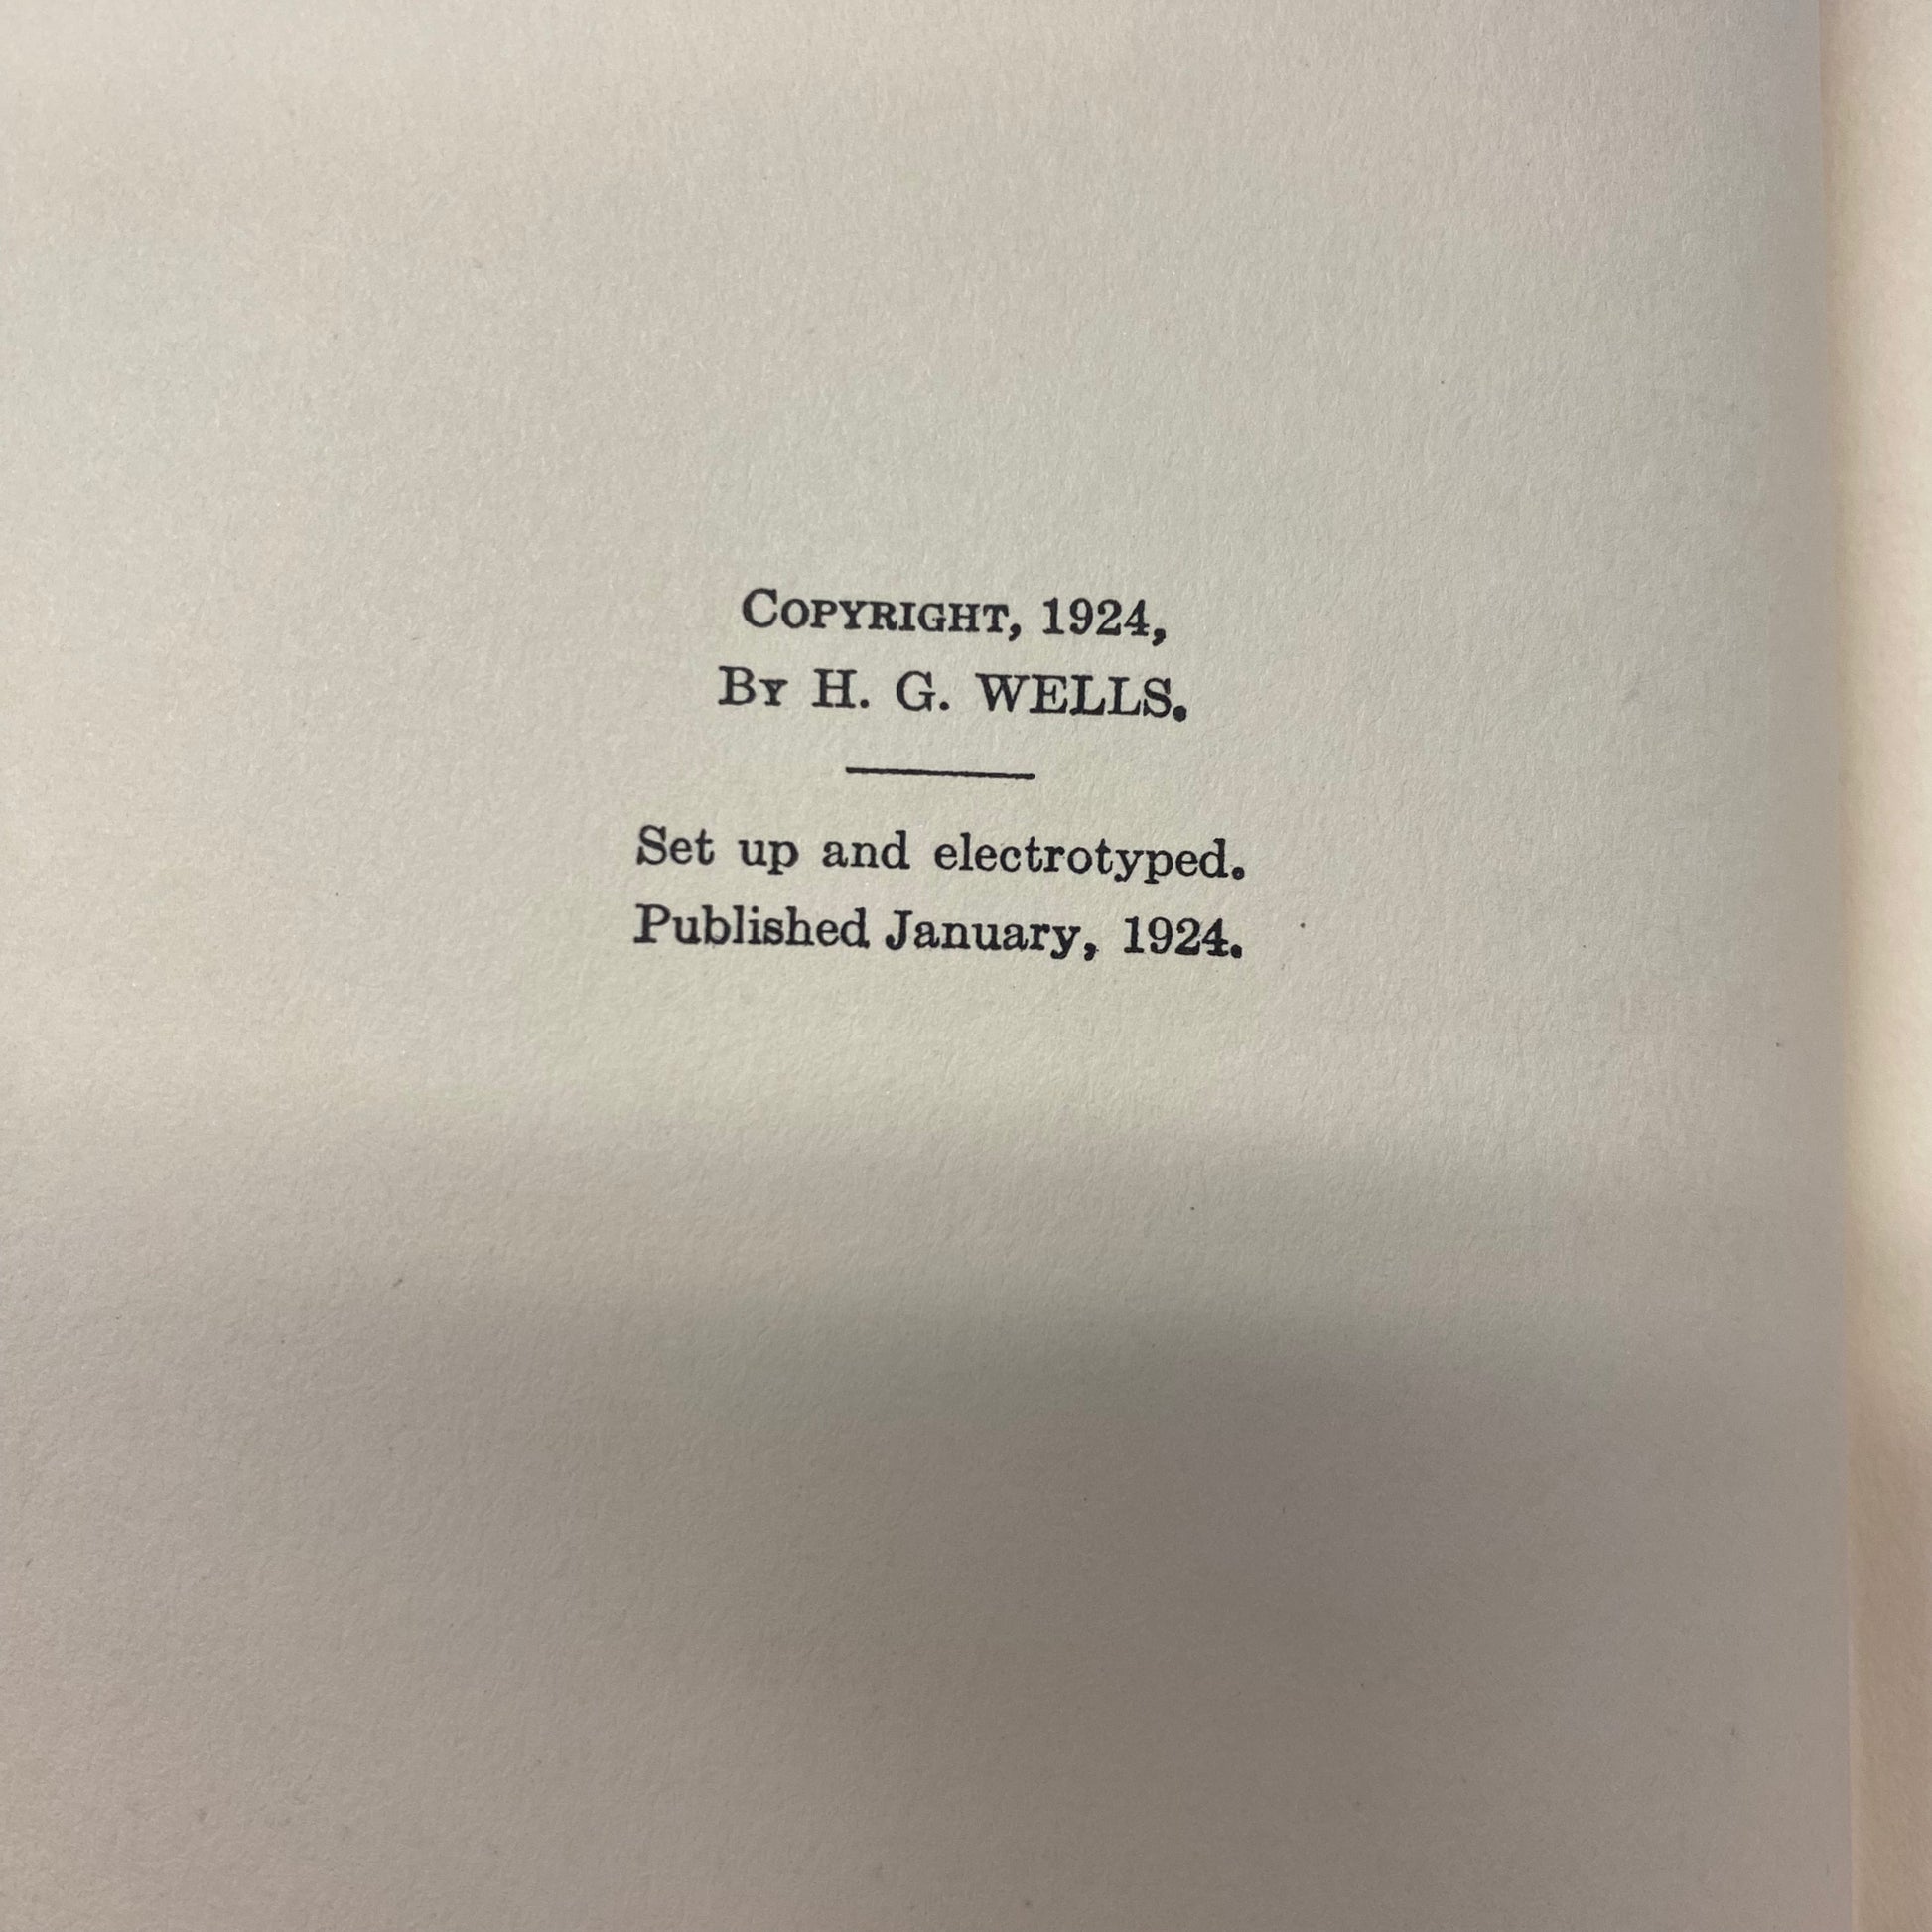 COPYRIGHT, 1924,
BY H. G. WELLS.
Set up and electrotyped.
Published January, 1924.